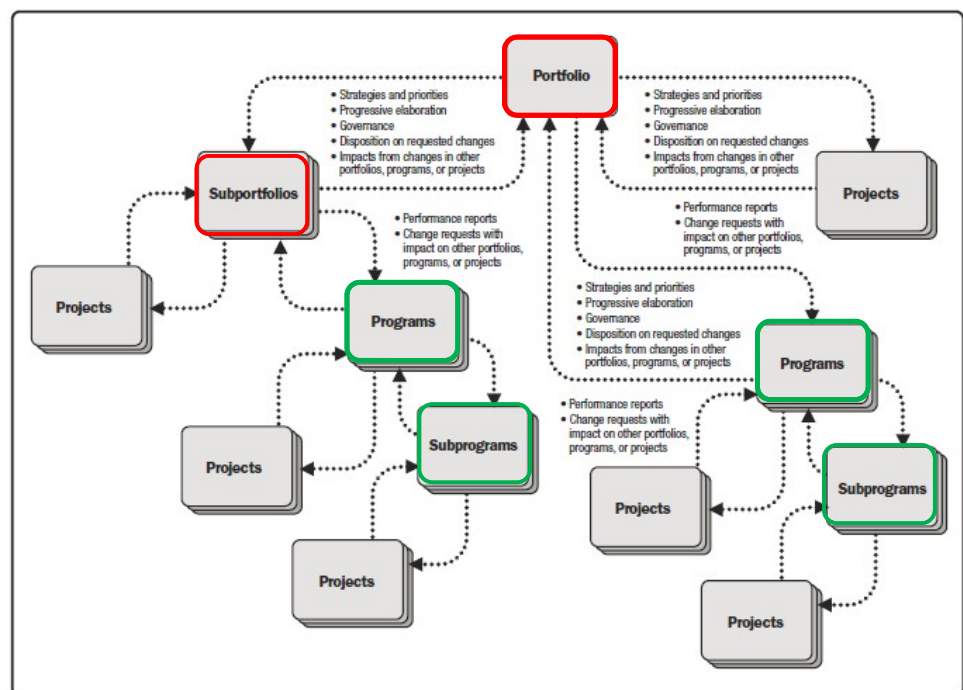 Portfolio
• Strategies and priorities
• Progressive elaboration
• Governance
• Disposition on requested changes
• Impacts from changes in other
portfolios, programs, or projects
• Strategies and priorities
• Progressive elaboration
• Governance
• Disposition on requested changes
• Impacts from changes in other
portfolios, programs, or projects
Subportfolios
Projects
• Performance reports
• Change requests with
impact on other portfolios,
programs, or projects
• Performance reports
• Change requests with
impact on other portfolios,
programs, or projects
Projects
Programs
• Strategies and priorities
• Progressive elaboration
• Governance
• Disposition on requested changes
• Impacts from changes in other
portfolios, programs, or projects
Programs
• Performance reports
• Change requests with
impact on other portfolios,
programs, or projects
Subprograms
Projects
Subprograms
Projects
Projects
Projects